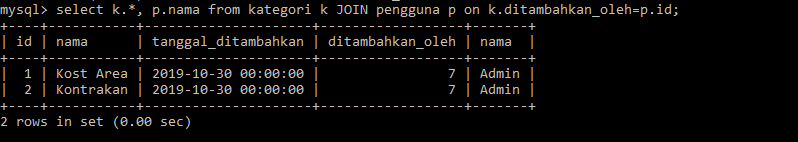 mysql> select k.*, p.nama from kategori k JOIN pengguna p on k.ditambahkan_oleh=p.id;
+----+-----------+---------------------+------------------+-------+
| id | nama      | tanggal_ditambahkan | ditambahkan_oleh | nama  |
+----+-----------+---------------------+------------------+-------+
|  1 | Kost Area | 2019-10-30 00:00:00 |                7 | Admin |
|  2 | Kontrakan | 2019-10-30 00:00:00 |                7 | Admin |
+----+-----------+---------------------+------------------+-------+
2 rows in set (0.00 sec)